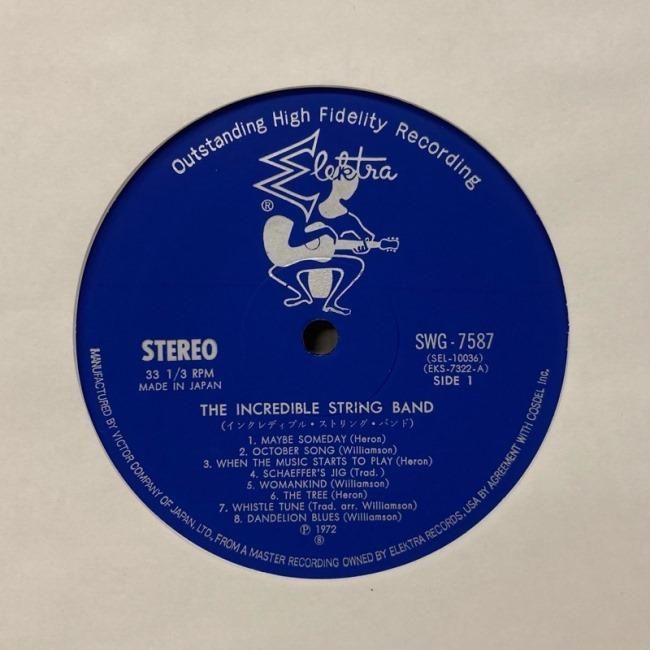 Outstanding High Fidelity Recording
Elektra
®
STEREO
33 1/3 RPM
MADE IN JAPAN
SWG-7587
(SEL-10036)
(EKS-7322-A)
SIDE 1
THE INCREDIBLE STRING BAND
(インクレディブル・ストリング・バンド)
1. MAYBE SOMEDAY (Heron)
2. OCTOBER SONG (Williamson)
3. WHEN THE MUSIC STARTS TO PLAY (Heron)
4. SCHAEFFER'S JIG (Trad.)
5. WOMANKIND (Williamson)
6. THE TREE (Heron)
7. WHISTLE TUNE (Trad. arr. Williamson)
8. DANDELION BLUES (Williamson)
Ⓟ 1972
⑧
MANUFACTURED BY VICTOR COMPANY OF JAPAN, LTD., FROM A MASTER RECORDING OWNED BY ELEKTRA RECORDS, USA BY AGREEMENT WITH COSDEL Inc.